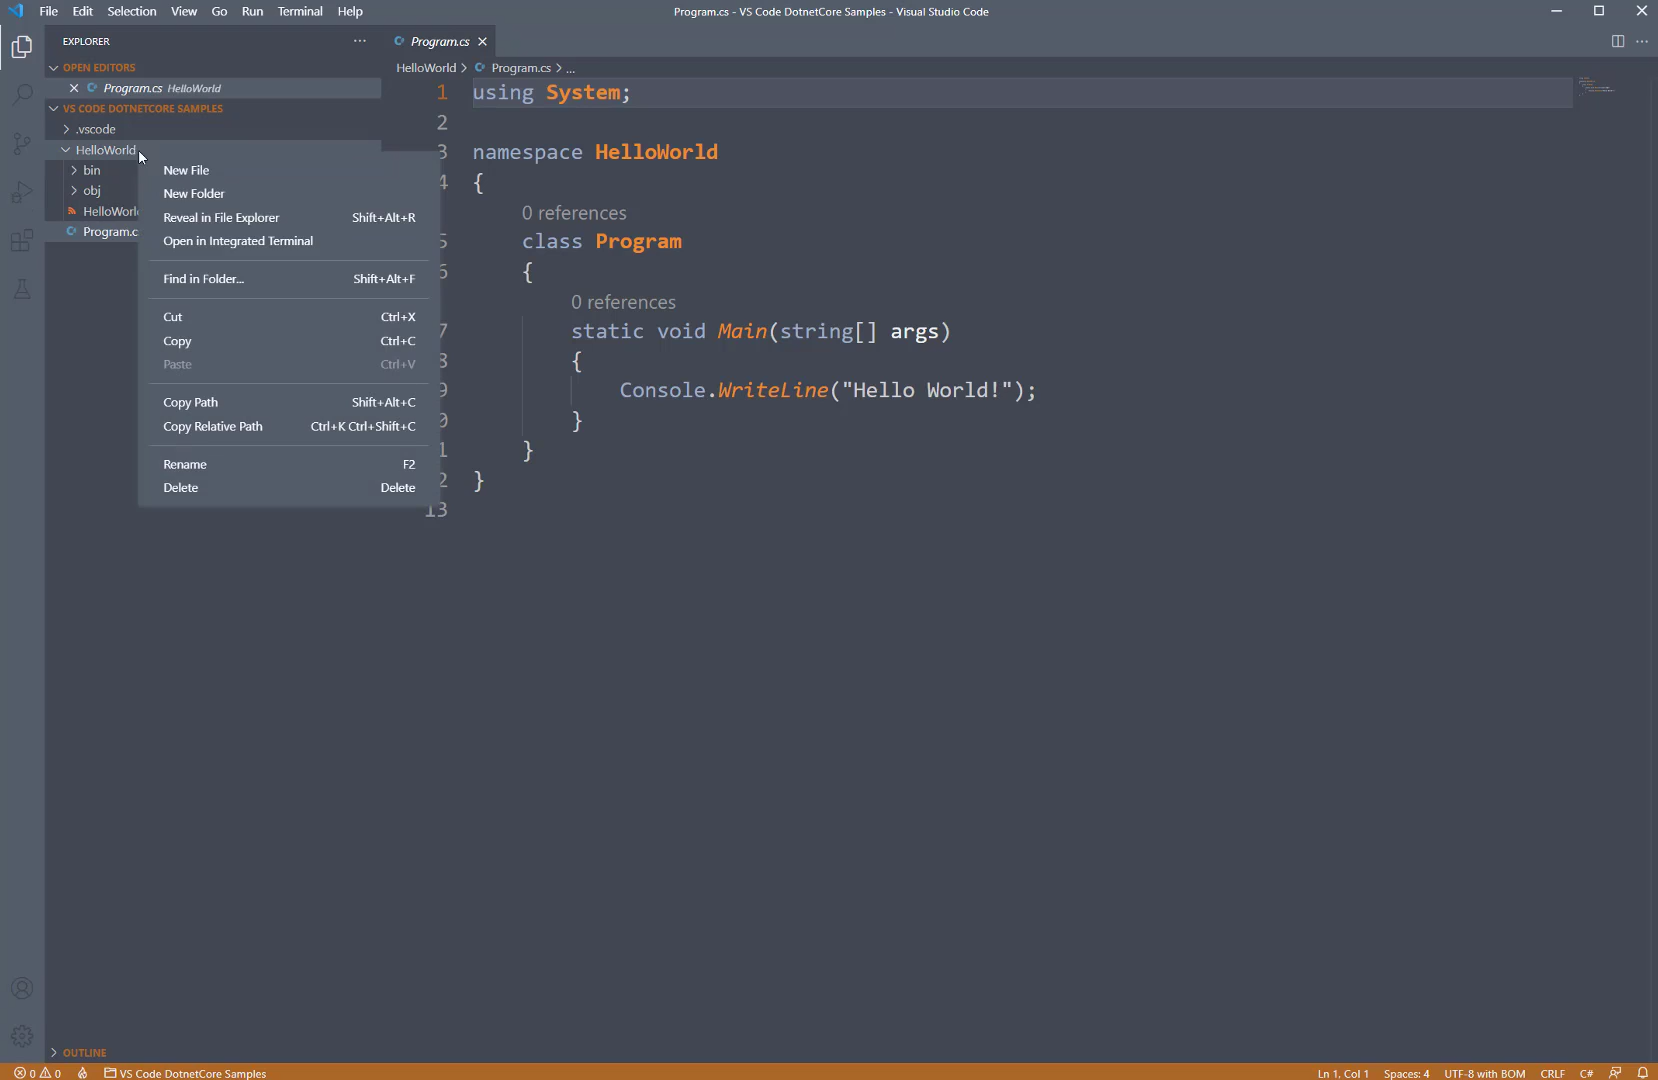 File Edit Selection View Go Run Terminal Help
Program.cs - VS Code DotnetCore Samples - Visual Studio Code
EXPLORER
OPEN EDITORS
Program.cs HelloWorld
VS CODE DOTNETCORE SAMPLES
.vscode
HelloWorld
bin
obj
HelloWorl
Program.c
OUTLINE
New File
New Folder
Reveal in File Explorer Shift+Alt+R
Open in Integrated Terminal
Find in Folder... Shift+Alt+F
Cut Ctrl+X
Copy Ctrl+C
Paste Ctrl+V
Copy Path Shift+Alt+C
Copy Relative Path Ctrl+K Ctrl+Shift+C
Rename F2
Delete Delete
Program.cs
HelloWorld > Program.cs > ...
1 using System;
2
3 namespace HelloWorld
4 {
0 references
5 class Program
6 {
0 references
7 static void Main(string[] args)
8 {
9 Console.WriteLine("Hello World!");
0 }
1 }
2 }
13
0 0 VS Code DotnetCore Samples
Ln 1, Col 1 Spaces: 4 UTF-8 with BOM CRLF C#